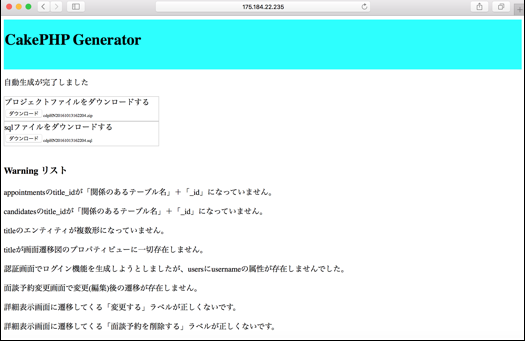 175.184.22.235
CakePHP Generator
自動生成が完了しました
プロジェクトファイルをダウンロードする
ダウンロード
sqlファイルをダウンロードする
ダウンロード
Warning リスト
appointmentsのtitle_idが「関係のあるテーブル名」＋「_id」になっていません。
candidatesのtitle_idが「関係のあるテーブル名」＋「_id」になっていません。
titleのエンティティが複数形になっていません。
titleが画面遷移図のプロパティビューに一切存在しません。
認証画面でログイン機能を生成しようとしましたが、usersにusernameの属性が存在しませんでした。
面談予約変更画面で変更(編集)後の遷移が存在しません。
詳細表示画面に遷移してくる「変更する」ラベルが正しくないです。
詳細表示画面に遷移してくる「面談予約を削除する」ラベルが正しくないです。